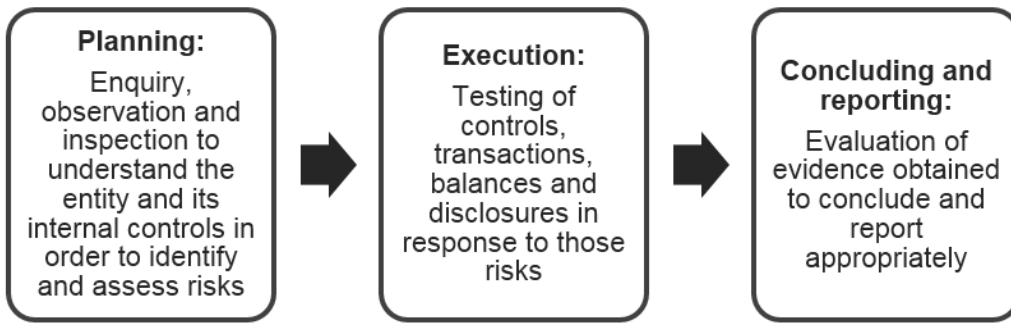 Planning:
Enquiry,
observation and
inspection to
understand the
entity and its
internal controls in
order to identify
and assess risks
Execution:
Testing of
controls,
transactions,
balances and
disclosures in
response to those
risks
Concluding and
reporting:
Evaluation of
evidence obtained
to conclude and
report
appropriately